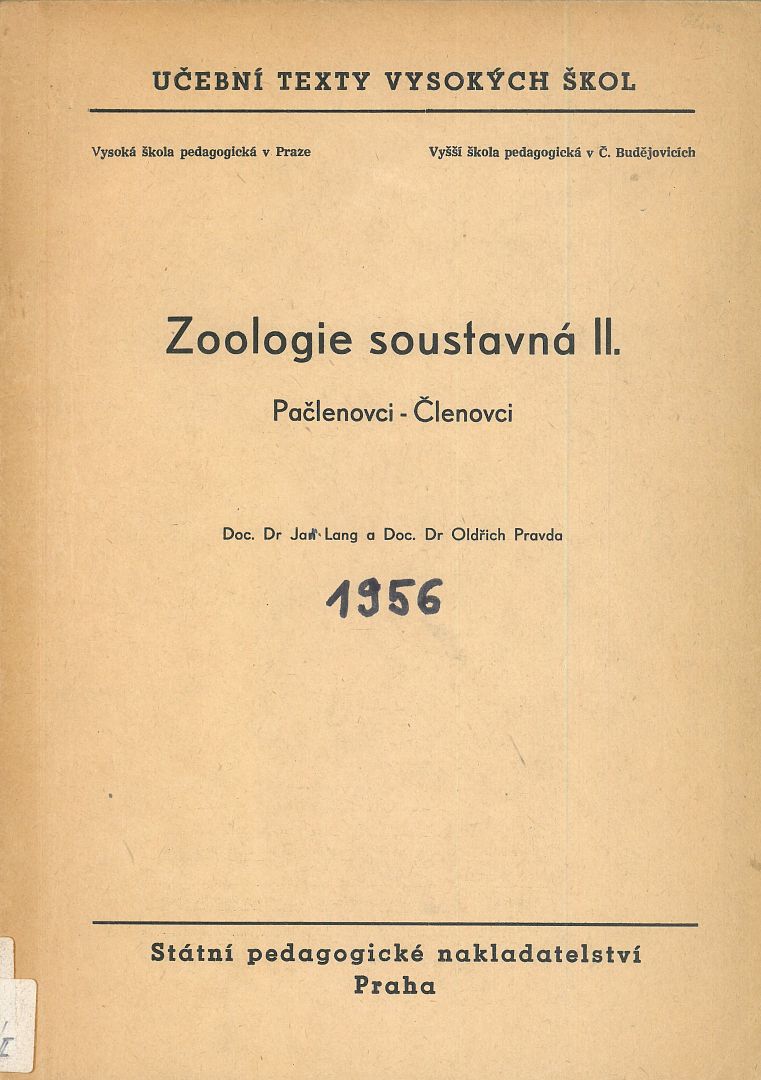 UČEBNÍ TEXTY VYSOKÝCH ŠKOL
Vysoká škola pedagogická v Praze
Vyšší škola pedagogická v Č. Budějovicích
Zoologie soustavná II.
Pačlenovci - Členovci
Doc. Dr Jan Lang a Doc. Dr Oldřich Pravda
1956
Státní pedagogické nakladatelství
Praha
II